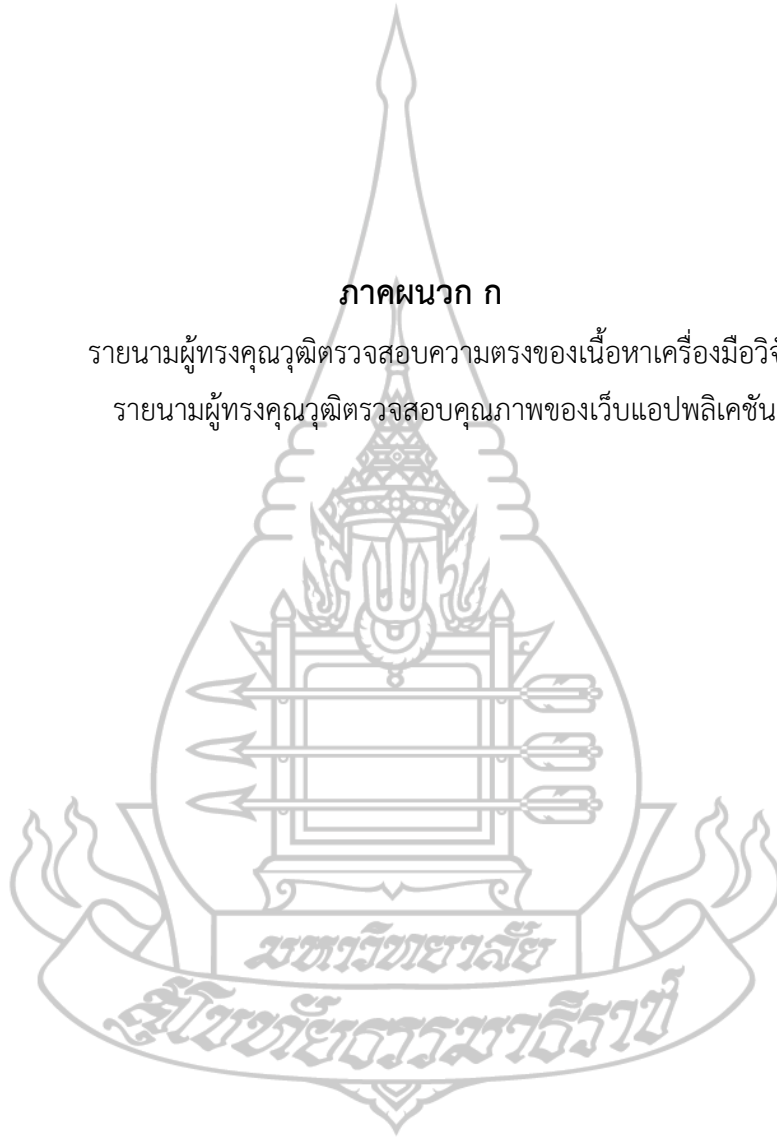 ภาคผนวก ก
รายนามผู้ทรงคุณวุฒิตรวจสอบความตรงของเนื้อหาเครื่องมือวิจ
รายนามผู้ทรงคุณวุฒิตรวจสอบคุณภาพของเว็บแอปพลิเคชัน
มหาวิทยาลัย
สุโขทัยธรรมาธิราช